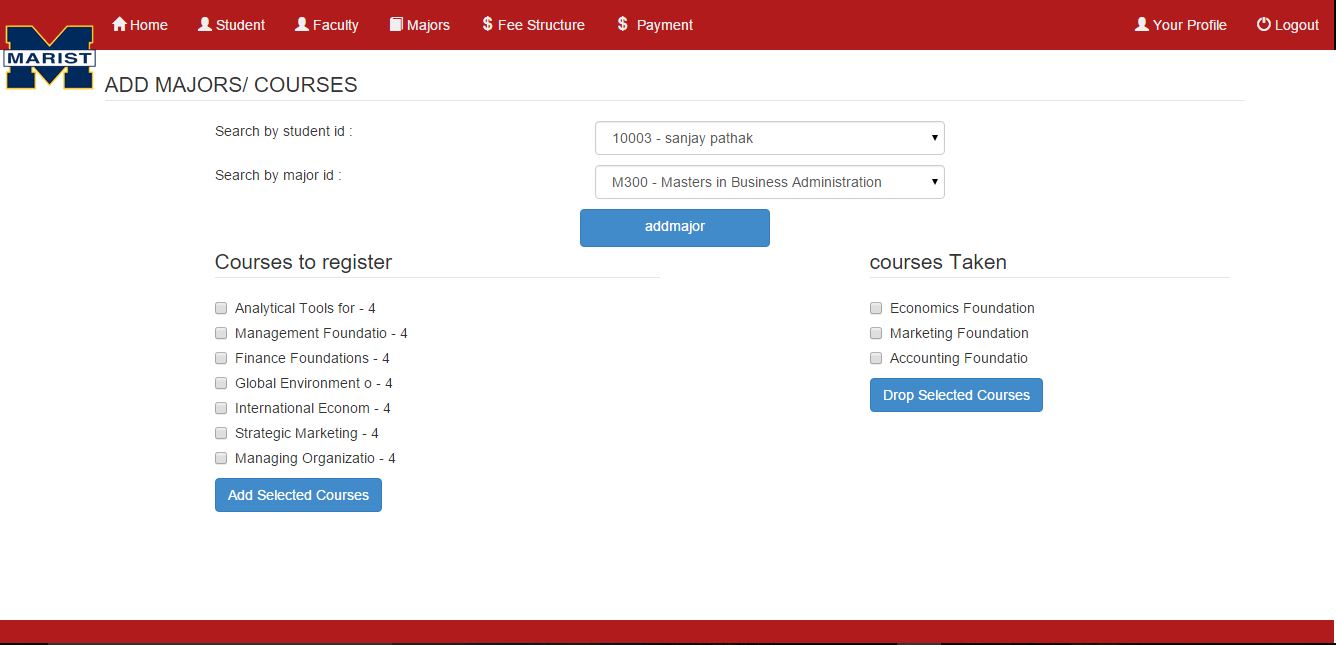 Home Student Faculty Majors $ Fee Structure $ Payment Your Profile Logout
MARIST
ADD MAJORS/ COURSES
Search by student id : 10003 - sanjay pathak
Search by major id : M300 - Masters in Business Administration
addmajor
Courses to register
Analytical Tools for - 4
Management Foundatio - 4
Finance Foundations - 4
Global Environment o - 4
International Econom - 4
Strategic Marketing - 4
Managing Organizatio - 4
Add Selected Courses
courses Taken
Economics Foundation
Marketing Foundation
Accounting Foundatio
Drop Selected Courses